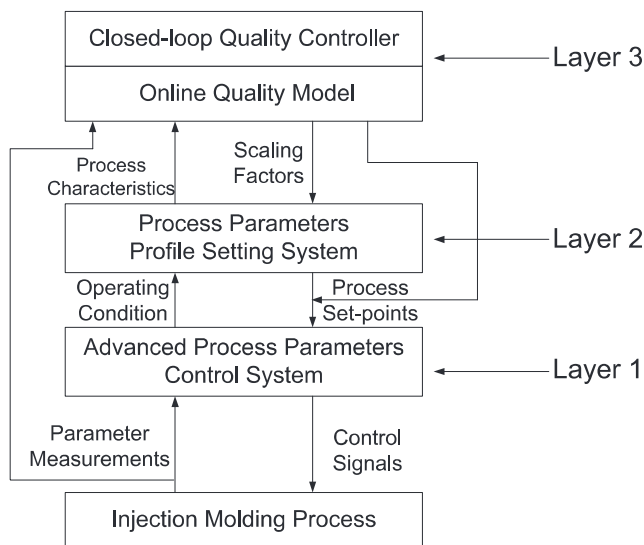 Closed-loop Quality Controller
Layer 3
Online Quality Model
Process
Characteristics
Scaling
Factors
Process Parameters
Profile Setting System
Layer 2
Operating
Condition
Process
Set-points
Advanced Process Parameters
Control System
Layer 1
Parameter
Measurements
Control
Signals
Injection Molding Process